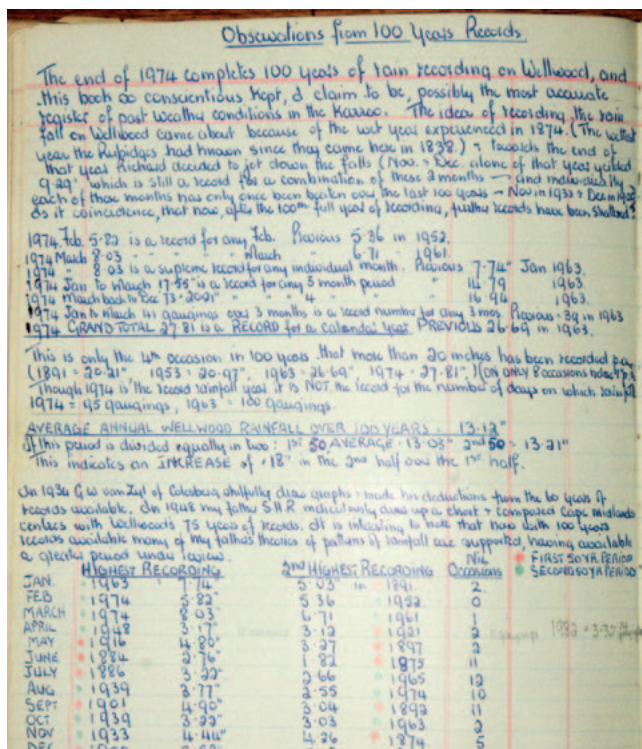 Observations from 100 Years Records
The end of 1974 completes 100 years of rain recording on Wellwood, and
this book so conscientious kept, I claim to be, possibly the most accurate
register of past weather conditions in the Karroo. The idea of recording the rain
fall on Wellwood came about because of the wet year experienced in 1874. (The wettest
year the Rubidges had known since they came here in 1838.) - towards the end of
that year Richard decided to jot down the falls (Nov. + Dec. alone of that year yielded
9.29" which is still a record for a combination of these 2 months - and individually
each of those months has only once been beaten over the last 100 years - Nov in 1933 + Dec in
Is it coincidence, that now, after the 100th full year of recording, further records have been shattered?
1974 Feb. 5.82 is a record for any Feb. Previous 5.36 in 1952.
1974 March 8.03 " " " " March " 6.71 " 1961.
1974 " 8.03 is a supreme record for any individual month. Previous 7.74" Jan 1963.
1974 Jan to March 17.55 is a record for any 3 month period " 14.79 1963.
1974 March back to Dec 73 - 20.21" " " " 4 " " 16.94 1963.
1974 Jan to March 41 gaugings over 3 months is a record number for any 3 mos. Previous - 39 in 1963
1974 GRAND TOTAL 27.81 is a RECORD for a calendar year. PREVIOUS 26.69 in 1963.
This is only the 4th occasion in 100 years that more than 20 inches has been recorded
(1891 = 20.21", 1953 = 20.97", 1963 = 26.69", 1974 = 27.81") (ON ONLY 8 occasions below
Though 1974 is the record rainfall year it is NOT the record for the number of days on which rain fell
1974 = 95 gaugings, 1963 = 100 gaugings.
AVERAGE ANNUAL WELLWOOD RAINFALL OVER 100 YEARS = 13.12"
If this period is divided equally in two: 1st 50 AVERAGE = 13.03" 2nd 50 = 13.21"
This indicates an INCREASE of .18" in the 2nd half over the 1st half.
In 1934 G.W. van Zyl of Colesberg skilfully drew graphs + made his deductions from the 60 years of
records available. In 1948 my father S.H.R. meticulously drew up a chart + compared Cape midlands
centres with Wellwood's 75 years of records. It is interesting to note that now with 100 years
records available many of my father's theories of patterns of rainfall are supported, having available
a greater period under review.
HIGHEST RECORDING 2nd HIGHEST RECORDING Nil Occasions FIRST 50 YR PERIOD
SECOND 50 YR PERIOD
JAN. 1963 7.74" 5.03" in 1891 2
FEB 1974 5.82" 5.36 1952 0
MARCH 1974 8.03" 6.71 1961 1
APRIL 1948 3.17" 3.12 1921 2
MAY 1916 4.80" 3.27 1897 2
JUNE 1884 2.76" 1.82 1875 11
JULY 1886 3.22" 2.66 1965 12
AUG 1939 3.77" 2.55 1974 10
SEPT 1901 4.90" 3.04 1892 11
OCT 1939 3.22" 3.03 1963 2
NOV 1933 4.44" 4.26 1874 5
DEC